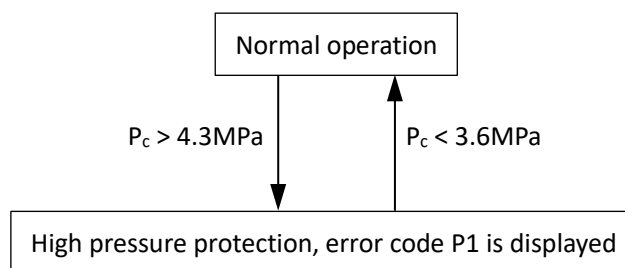 Normal operation
Pc > 4.3MPa
Pc < 3.6MPa
High pressure protection, error code P1 is displayed